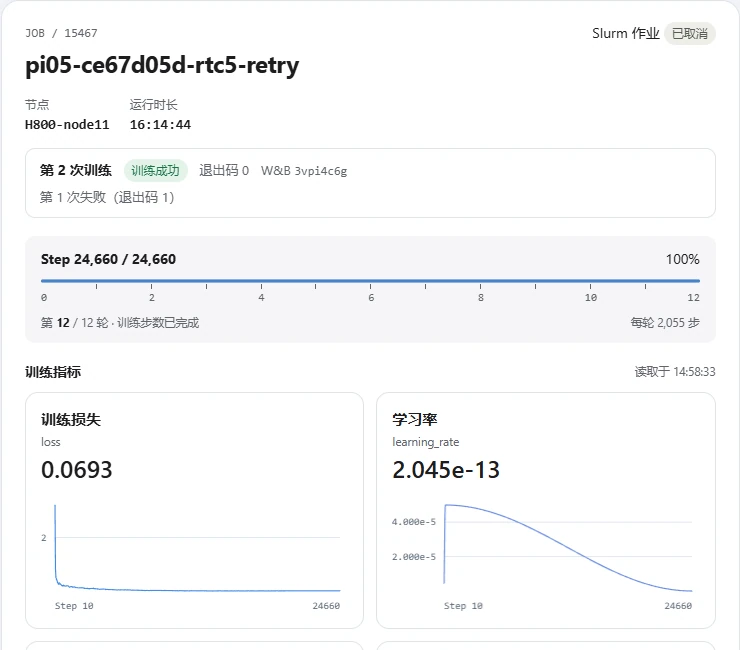 JOB / 15467
Slurm 作业 已取消
pi05-ce67d05d-rtc5-retry
节点 运行时长
H800-node11 16:14:44
第 2 次训练 训练成功 退出码 0 W&B 3vpi4c6g
第 1 次失败（退出码 1）
Step 24,660 / 24,660 100%
0 2 4 6 8 10 12
第 12 / 12 轮 · 训练步数已完成 每轮 2,055 步
训练指标 读取于 14:58:33
训练损失
loss
0.0693
2
Step 10 24660
学习率
learning_rate
2.045e-13
4.000e-5
2.000e-5
Step 10 24660